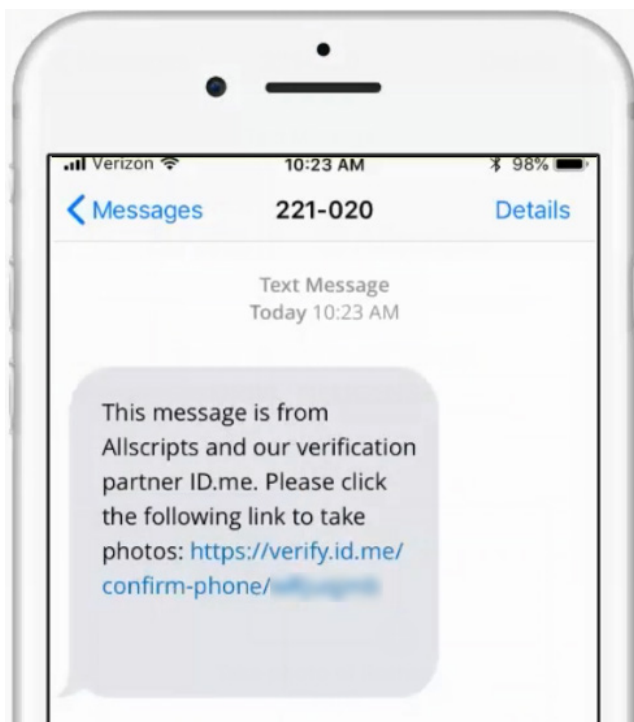 Verizon 10:23 AM 98%
Messages 221-020 Details
Text Message
Today 10:23 AM
This message is from
Allscripts and our verification
partner ID.me. Please click
the following link to take
photos: https://verify.id.me/
confirm-phone/